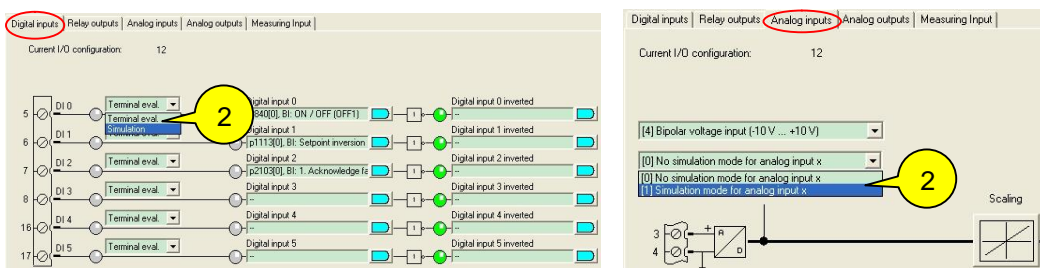 Digital inputs Relay outputs Analog inputs Analog outputs Measuring Input
Current I/O configuration: 12
Digital input 0 Digital input 0 inverted
5 DI 0 Terminal eval. 840[0], BI: ON / OFF (OFF1) 1 --
Terminal eval.
Simulation
2
Digital input 1 Digital input 1 inverted
6 DI 1 p1113[0], BI: Setpoint inversion 1 --
Digital input 2 Digital input 2 inverted
7 DI 2 Terminal eval. p2103[0], BI: 1. Acknowledge fa 1 --
Digital input 3 Digital input 3 inverted
8 DI 3 Terminal eval. -- 1 --
Digital input 4 Digital input 4 inverted
16 DI 4 Terminal eval. -- 1 --
Digital input 5 Digital input 5 inverted
17 DI 5 Terminal eval. -- 1 --
Digital inputs Relay outputs Analog inputs Analog outputs Measuring Input
Current I/O configuration: 12
[4] Bipolar voltage input (-10 V ... +10 V)
[0] No simulation mode for analog input x
[0] No simulation mode for analog input x
[1] Simulation mode for analog input x
2
Scaling
3 + A
4 D